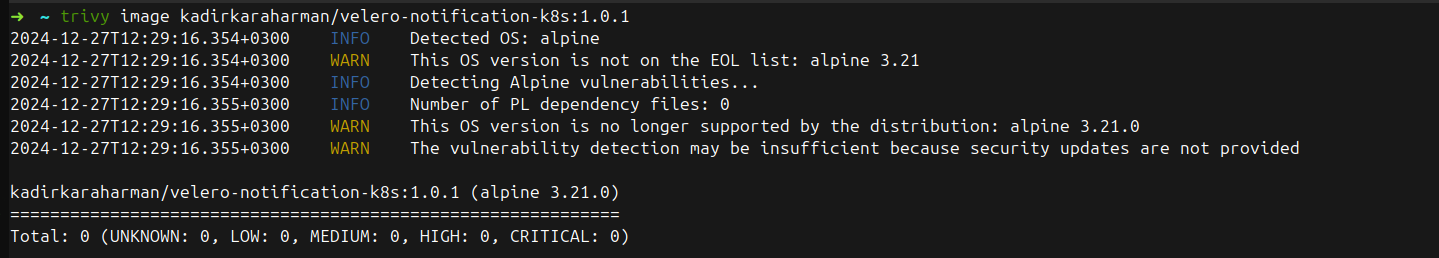 ➜ ~ trivy image kadirkaraharman/velero-notification-k8s:1.0.1
2024-12-27T12:29:16.354+0300 INFO Detected OS: alpine
2024-12-27T12:29:16.354+0300 WARN This OS version is not on the EOL list: alpine 3.21
2024-12-27T12:29:16.354+0300 INFO Detecting Alpine vulnerabilities...
2024-12-27T12:29:16.355+0300 INFO Number of PL dependency files: 0
2024-12-27T12:29:16.355+0300 WARN This OS version is no longer supported by the distribution: alpine 3.21.0
2024-12-27T12:29:16.355+0300 WARN The vulnerability detection may be insufficient because security updates are not provided
kadirkaraharman/velero-notification-k8s:1.0.1 (alpine 3.21.0)
=============================================================
Total: 0 (UNKNOWN: 0, LOW: 0, MEDIUM: 0, HIGH: 0, CRITICAL: 0)